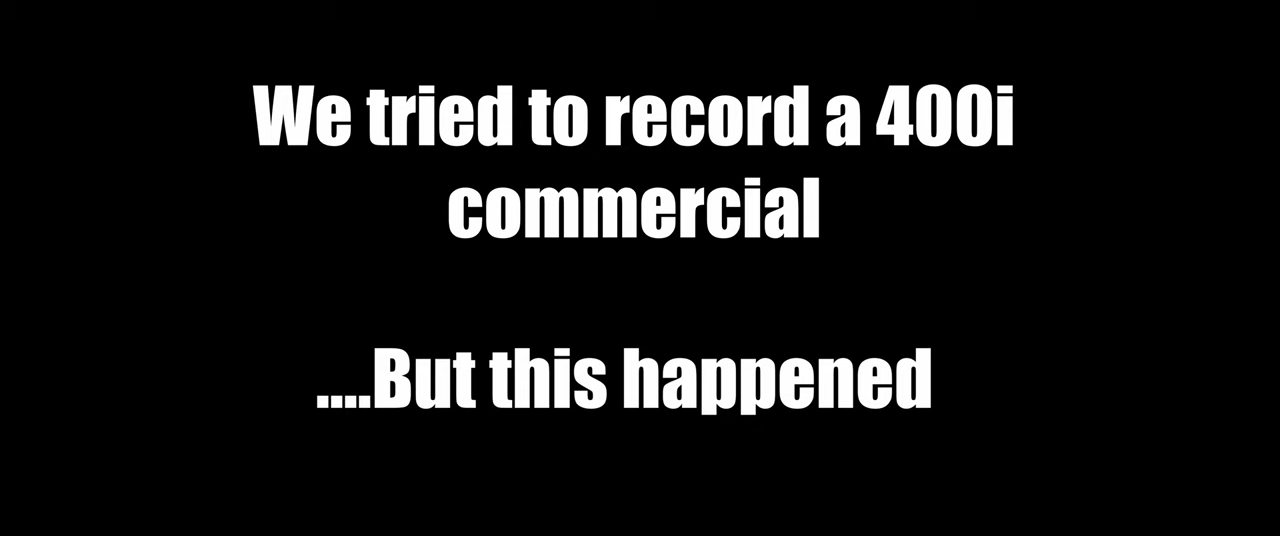 We tried to record a 400i
commercial
....But this happened